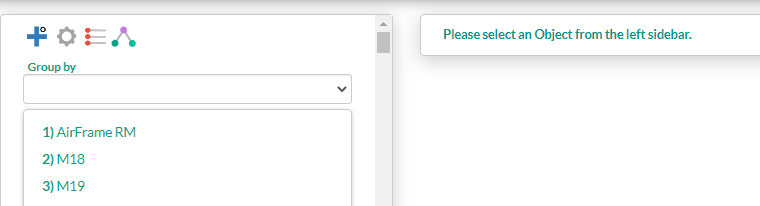 Please select an Object from the left sidebar.
Group by
1) AirFrame RM
2) M18
3) M19